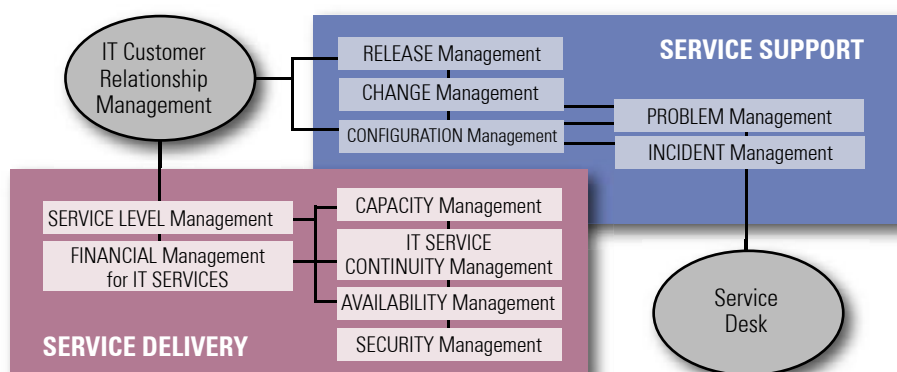 IT Customer
Relationship
Management
SERVICE SUPPORT
RELEASE Management
CHANGE Management
CONFIGURATION Management
PROBLEM Management
INCIDENT Management
SERVICE LEVEL Management
FINANCIAL Management
for IT SERVICES
CAPACITY Management
IT SERVICE
CONTINUITY Management
AVAILABILITY Management
SECURITY Management
SERVICE DELIVERY
Service
Desk